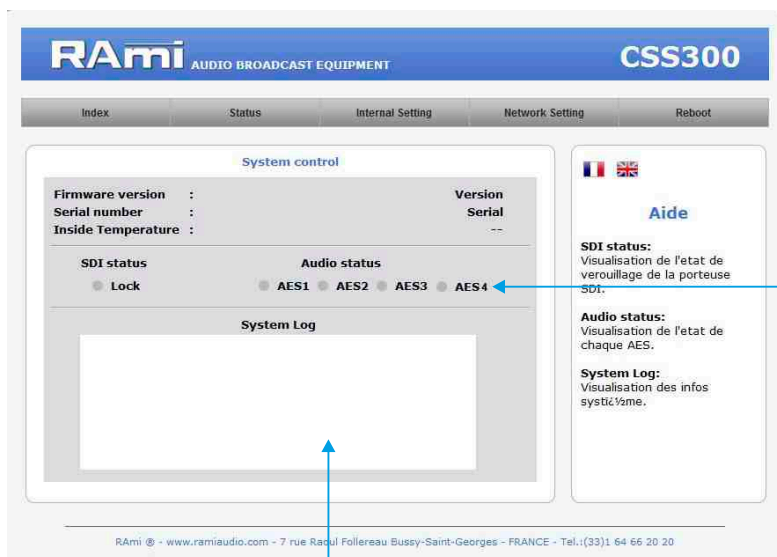 RAmi AUDIO BROADCAST EQUIPMENT
CSS300
Index Status Internal Setting Network Setting Reboot
System control
Firmware version : Version
Serial number : Serial
Inside Temperature : --
SDI status Audio status
Lock AES1 AES2 AES3 AES4
System Log
Aide
SDI status:
Visualisation de l'etat de
verouillage de la porteuse
SDI.
Audio status:
Visualisation de l'etat de
chaque AES.
System Log:
Visualisation des infos
systï¿½me.
RAmi ® - www.ramiaudio.com - 7 rue Raoul Follereau Bussy-Saint-Georges - FRANCE - Tel.:(33)1 64 66 20 20